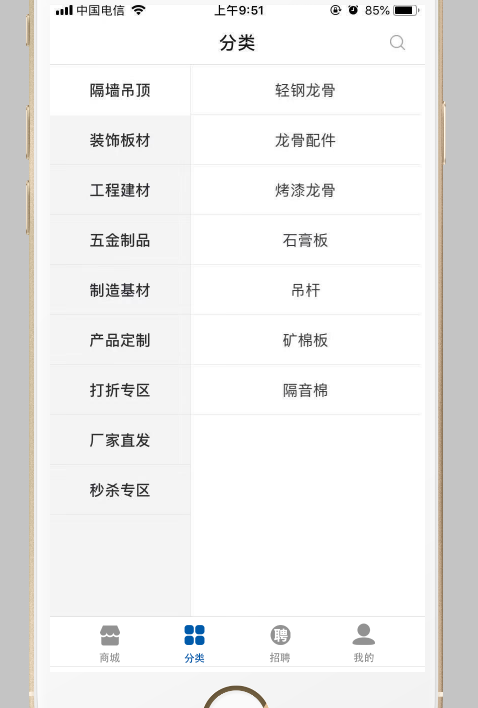 中国电信 上午9:51 85%
分类
隔墙吊顶 轻钢龙骨
装饰板材 龙骨配件
工程建材 烤漆龙骨
五金制品 石膏板
制造基材 吊杆
产品定制 矿棉板
打折专区 隔音棉
厂家直发
秒杀专区
聘
商城 分类 招聘 我的